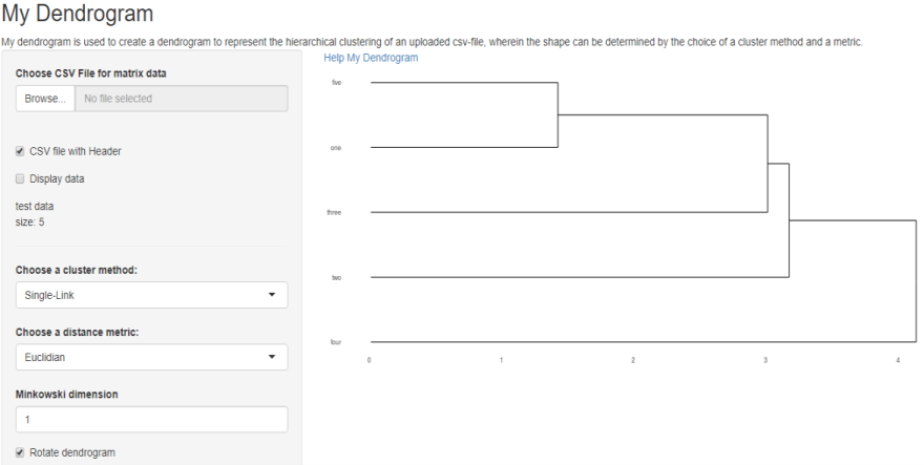 My Dendrogram
My dendrogram is used to create a dendrogram to represent the hierarchical clustering of an uploaded csv-file, wherein the shape can be determined by the choice of a cluster method and a metric.
Help My Dendrogram
Choose CSV File for matrix data
Browse... No file selected
CSV file with Header
Display data
test data
size: 5
Choose a cluster method:
Single-Link
Choose a distance metric:
Euclidian
Minkowski dimension
1
Rotate dendrogram
five
one
three
two
four
0 1 2 3 4